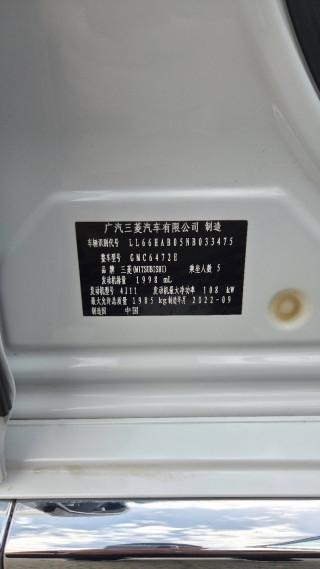 广汽三菱汽车有限公司 制造
车辆识别代号 LL66HAB05NB033475
整车型号 GMC6472E
品牌 三菱(MITSUBISHI) 乘坐人数 5
发动机排量 1998 mL
发动机型号 4J11 发动机最大净功率 108 kW
最大允许总质量 1985 kg 制造年月 2022-09
制造国 中国